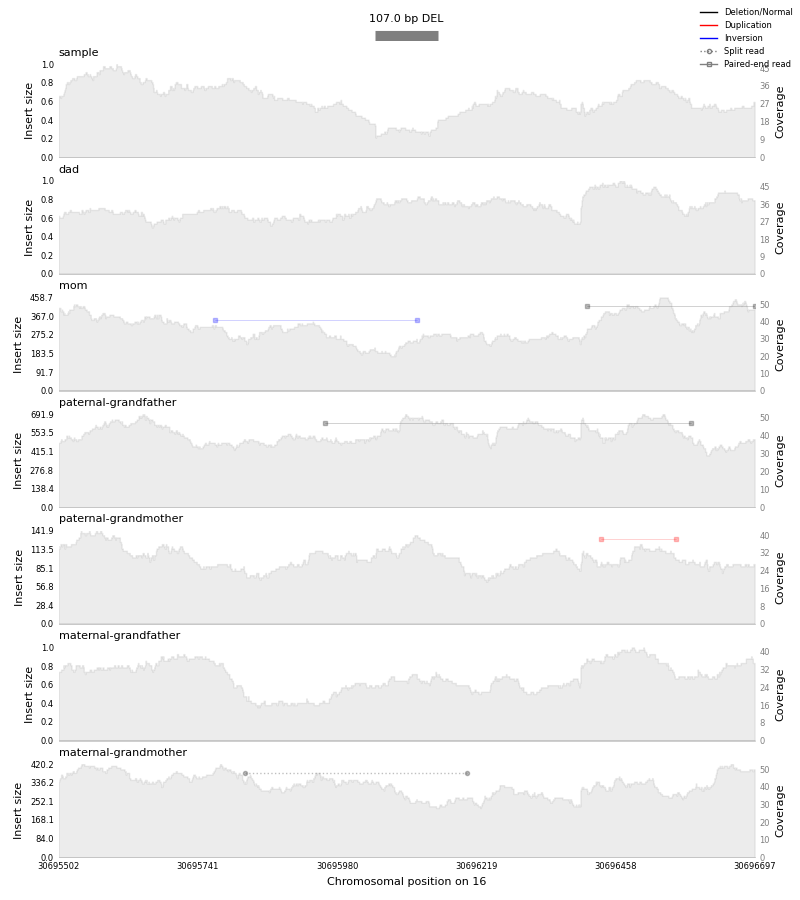 107.0 bp DEL
Deletion/Normal
Duplication
Inversion
Split read
Paired-end read
sample
1.0
0.8
0.6
0.4
0.2
0.0
Insert size
45
36
27
18
9
0
Coverage
dad
1.0
0.8
0.6
0.4
0.2
0.0
Insert size
45
36
27
18
9
0
Coverage
mom
458.7
367.0
275.2
183.5
91.7
0.0
Insert size
50
40
30
20
10
0
Coverage
paternal-grandfather
691.9
553.5
415.1
276.8
138.4
0.0
Insert size
50
40
30
20
10
0
Coverage
paternal-grandmother
141.9
113.5
85.1
56.8
28.4
0.0
Insert size
40
32
24
16
8
0
Coverage
maternal-grandfather
1.0
0.8
0.6
0.4
0.2
0.0
Insert size
40
32
24
16
8
0
Coverage
maternal-grandmother
420.2
336.2
252.1
168.1
84.0
0.0
Insert size
50
40
30
20
10
0
Coverage
30695502 30695741 30695980 30696219 30696458 30696697
Chromosomal position on 16